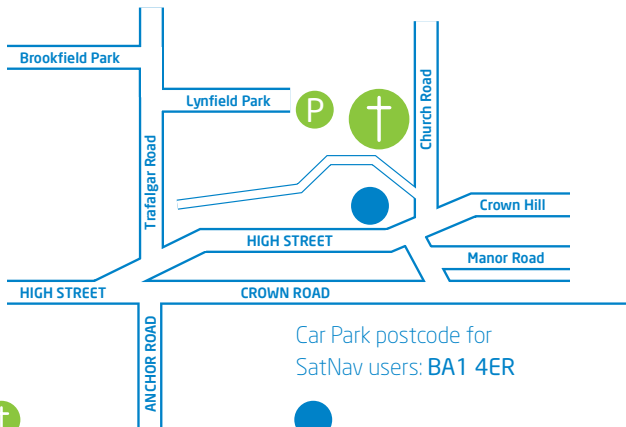 Brookfield Park
Lynfield Park
P
Church Road
Trafalgar Road
Crown Hill
HIGH STREET
Manor Road
HIGH STREET
CROWN ROAD
ANCHOR ROAD
Car Park postcode for
SatNav users: BA1 4ER